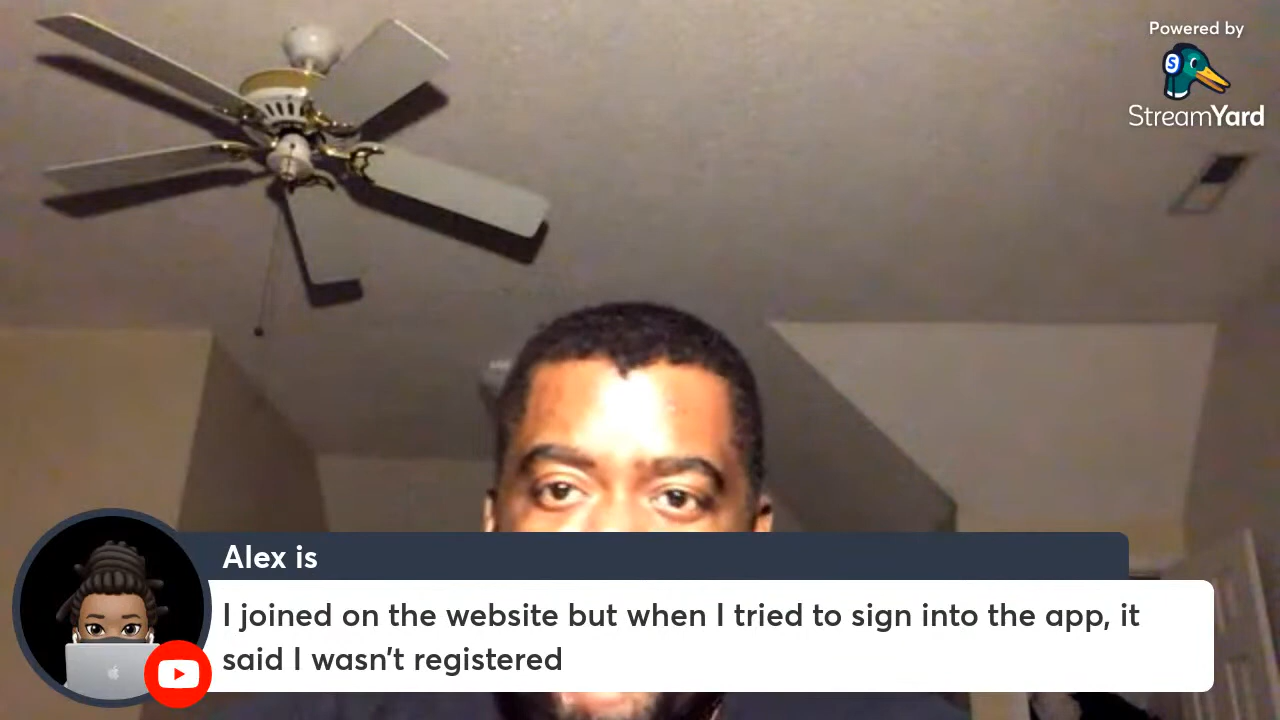 Powered by
StreamYard
Alex is
I joined on the website but when I tried to sign into the app, it
said I wasn't registered